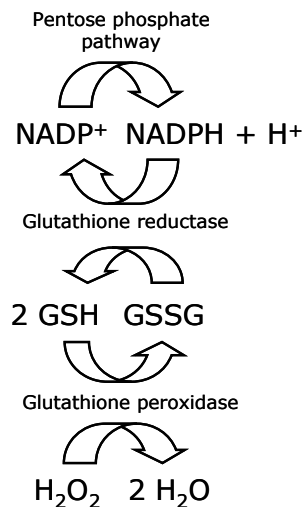 Pentose phosphate
pathway
NADP⁺ NADPH + H⁺
Glutathione reductase
2 GSH GSSG
Glutathione peroxidase
H₂O₂ 2 H₂O